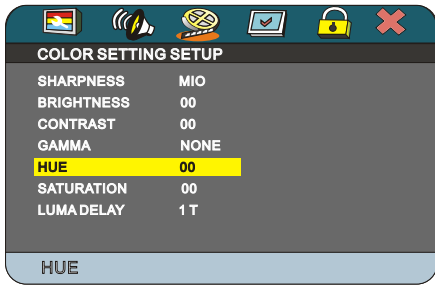 COLOR SETTING SETUP
SHARPNESS MIO
BRIGHTNESS 00
CONTRAST 00
GAMMA NONE
HUE 00
SATURATION 00
LUMA DELAY 1 T
HUE